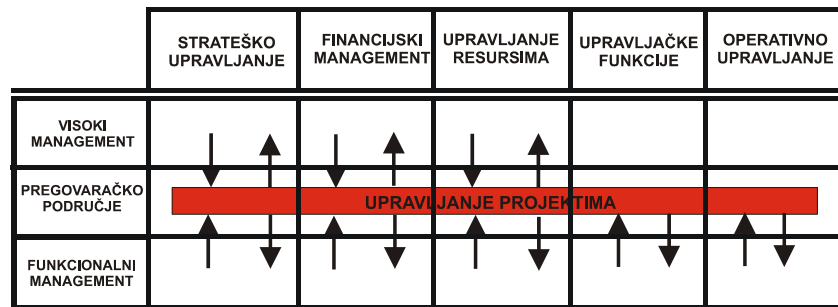 STRATEŠKO
UPRAVLJANJE
FINANCIJSKI
MANAGEMENT
UPRAVLJANJE
RESURSIMA
UPRAVLJAČKE
FUNKCIJE
OPERATIVNO
UPRAVLJANJE
VISOKI
MANAGEMENT
PREGOVARAČKO
PODRUČJE
UPRAVLJANJE PROJEKTIMA
FUNKCIONALNI
MANAGEMENT